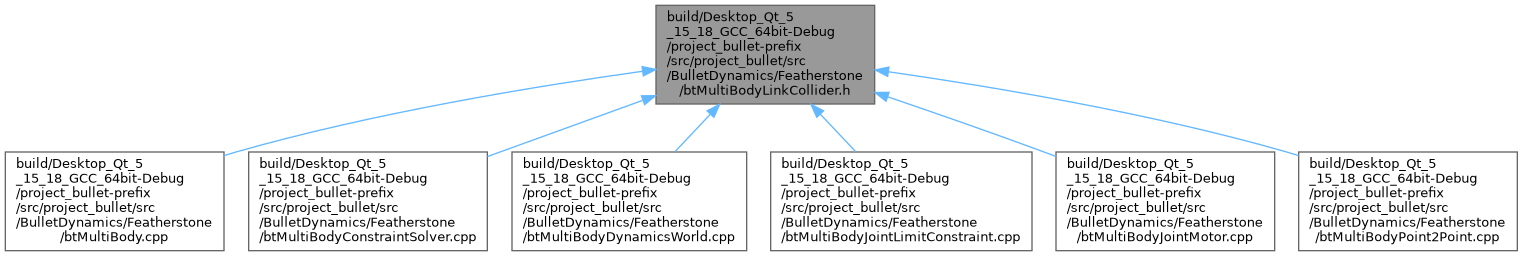 build/Desktop_Qt_5
_15_18_GCC_64bit-Debug
/project_bullet-prefix
/src/project_bullet/src
/BulletDynamics/Featherstone
/btMultiBodyLinkCollider.h
build/Desktop_Qt_5
_15_18_GCC_64bit-Debug
/project_bullet-prefix
/src/project_bullet/src
/BulletDynamics/Featherstone
/btMultiBody.cpp
build/Desktop_Qt_5
_15_18_GCC_64bit-Debug
/project_bullet-prefix
/src/project_bullet/src
/BulletDynamics/Featherstone
/btMultiBodyConstraintSolver.cpp
build/Desktop_Qt_5
_15_18_GCC_64bit-Debug
/project_bullet-prefix
/src/project_bullet/src
/BulletDynamics/Featherstone
/btMultiBodyDynamicsWorld.cpp
build/Desktop_Qt_5
_15_18_GCC_64bit-Debug
/project_bullet-prefix
/src/project_bullet/src
/BulletDynamics/Featherstone
/btMultiBodyJointLimitConstraint.cpp
build/Desktop_Qt_5
_15_18_GCC_64bit-Debug
/project_bullet-prefix
/src/project_bullet/src
/BulletDynamics/Featherstone
/btMultiBodyJointMotor.cpp
build/Desktop_Qt_5
_15_18_GCC_64bit-Debug
/project_bullet-prefix
/src/project_bullet/src
/BulletDynamics/Featherstone
/btMultiBodyPoint2Point.cpp